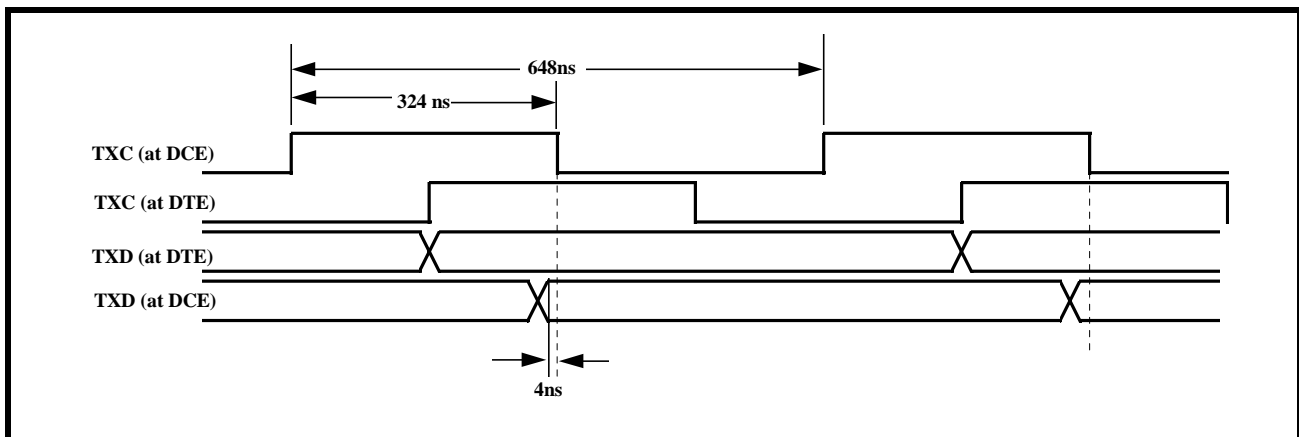 648ns
324 ns
TXC (at DCE)
TXC (at DTE)
TXD (at DTE)
TXD (at DCE)
4ns